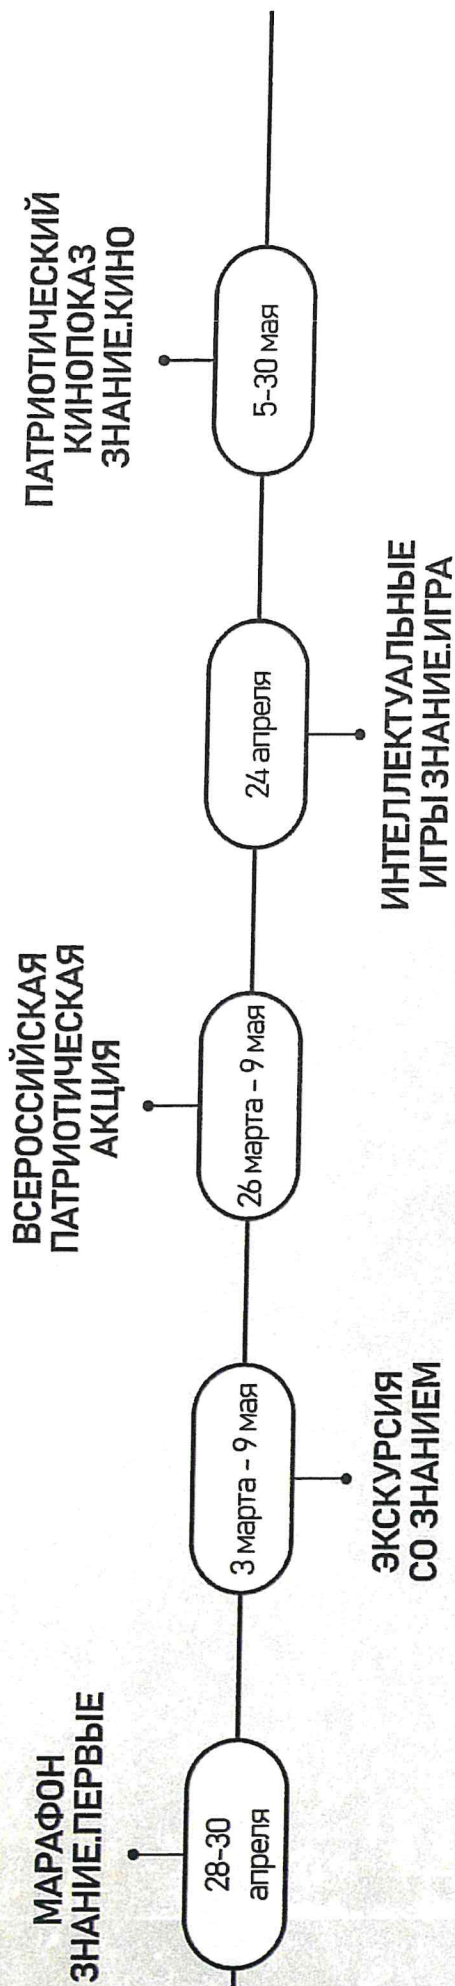 МАРАФОН
ЗНАНИЕ.ПЕРВЫЕ
28–30
апреля
3 марта – 9 мая
ЭКСКУРСИЯ
СО ЗНАНИЕМ
ВСЕРОССИЙСКАЯ
ПАТРИОТИЧЕСКАЯ
АКЦИЯ
26 марта – 9 мая
24 апреля
ИНТЕЛЛЕКТУАЛЬНЫЕ
ИГРЫ ЗНАНИЕ.ИГРА
ПАТРИОТИЧЕСКИЙ
КИНОПОКАЗ
ЗНАНИЕ.КИНО
5–30 мая